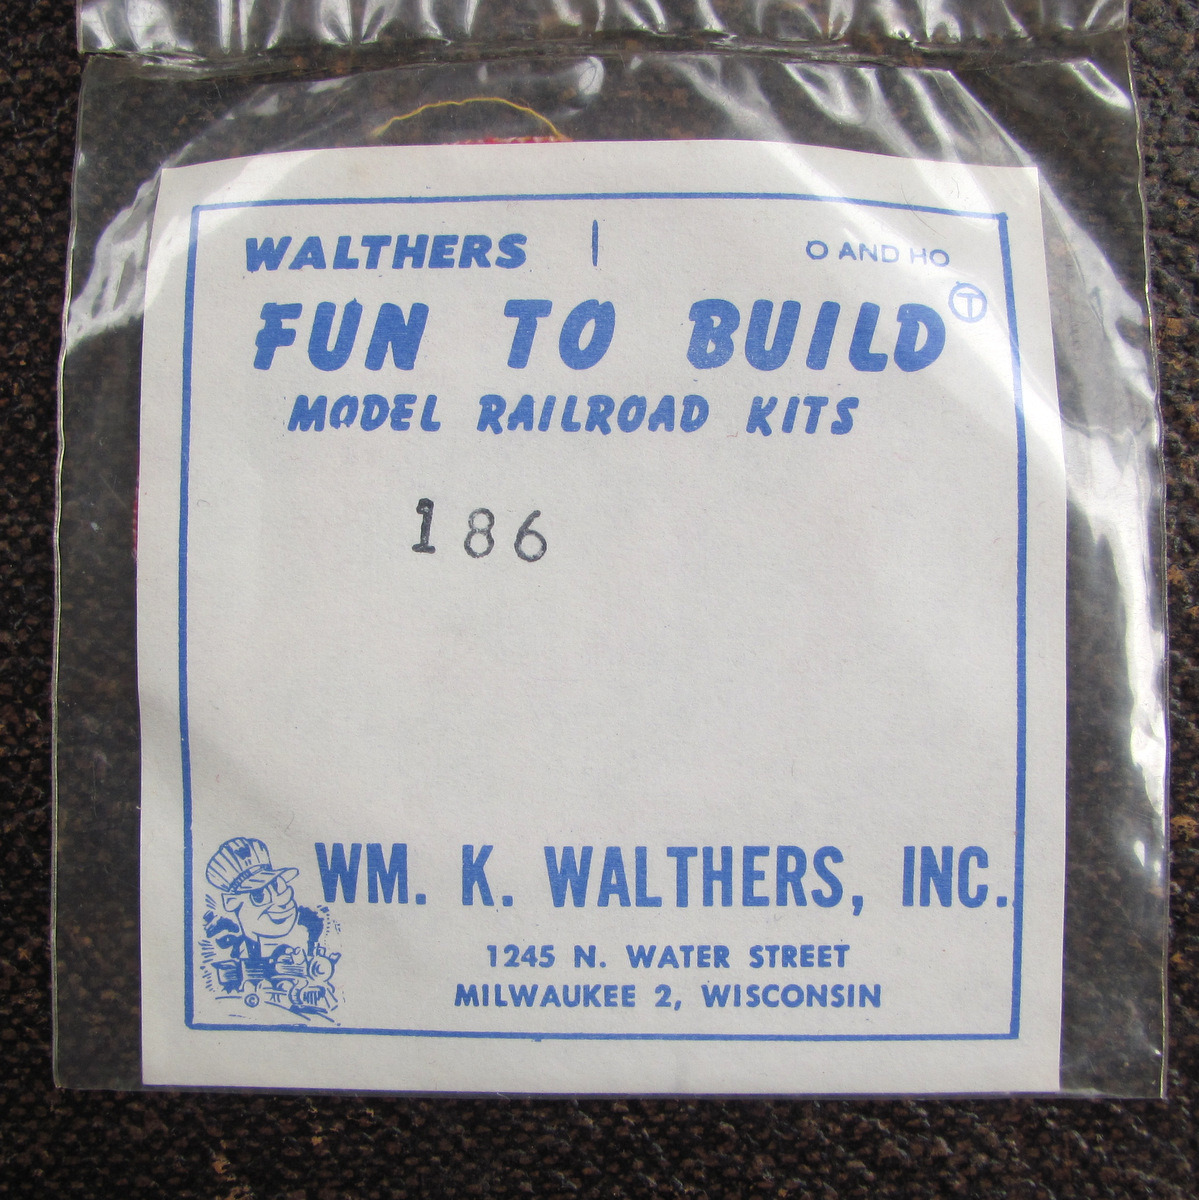 WALTHERS O AND HO
FUN TO BUILD Ⓣ
MODEL RAILROAD KITS
186
WM. K. WALTHERS, INC.
©
1245 N. WATER STREET
MILWAUKEE 2, WISCONSIN